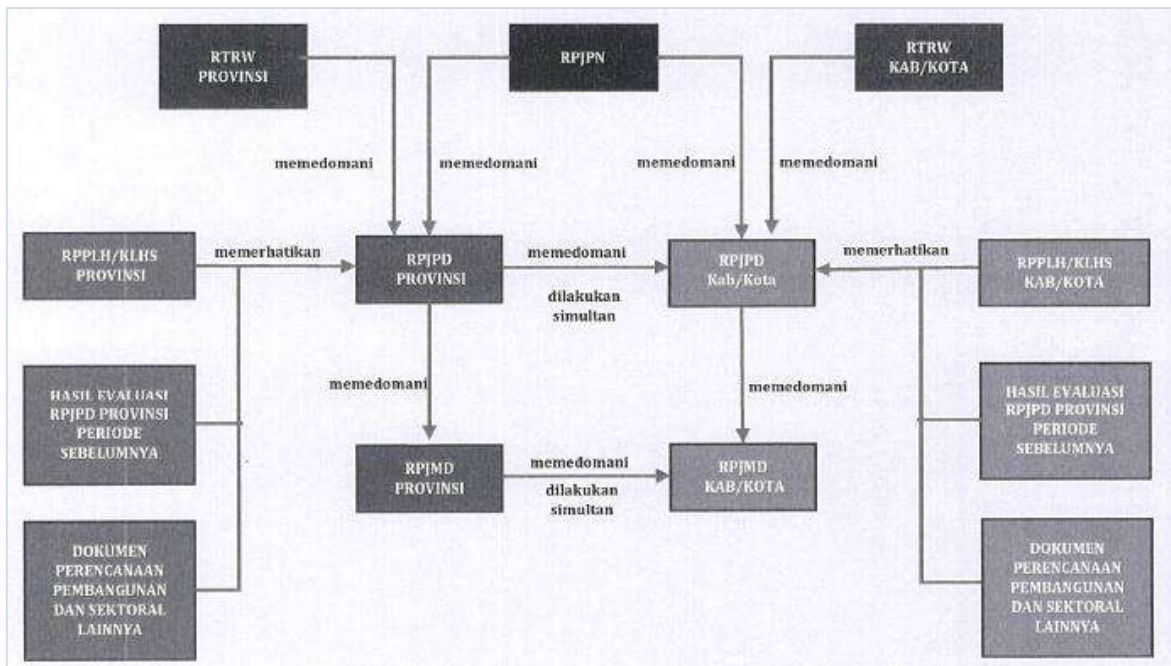 RTRW
PROVINSI
RPJPN
RTRW
KAB/KOTA
memedomani
memedomani
memedomani
memedomani
RPPLH/KLHS
PROVINSI
memerhatikan
RPJPD
PROVINSI
memedomani
dilakukan
simultan
RPJPD
Kab/Kota
memerhatikan
RPPLH/KLHS
KAB/KOTA
memedomani
memedomani
HASIL EVALUASI
RPJPD PROVINSI
PERIODE
SEBELUMNYA
HASIL EVALUASI
RPJPD PROVINSI
PERIODE
SEBELUMNYA
RPJMD
PROVINSI
memedomani
dilakukan
simultan
RPJMD
KAB/KOTA
DOKUMEN
PERENCANAAN
PEMBANGUNAN
DAN SEKTORAL
LAINNYA
DOKUMEN
PERENCANAAN
PEMBANGUNAN
DAN SEKTORAL
LAINNYA